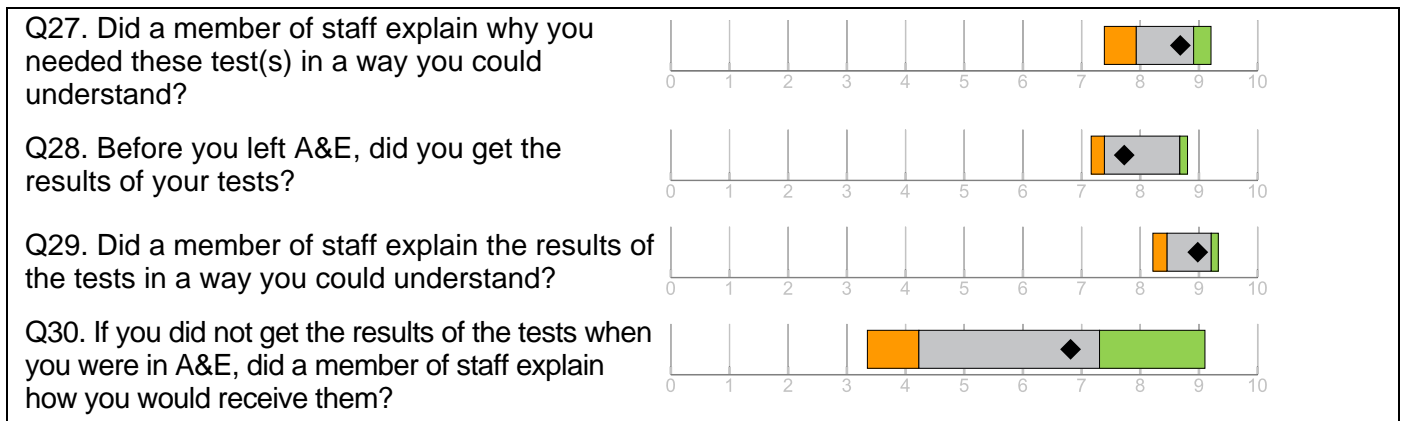 Q27. Did a member of staff explain why you
needed these test(s) in a way you could
understand?
0 1 2 3 4 5 6 7 8 9 10
Q28. Before you left A&E, did you get the
results of your tests?
0 1 2 3 4 5 6 7 8 9 10
Q29. Did a member of staff explain the results of
the tests in a way you could understand?
0 1 2 3 4 5 6 7 8 9 10
Q30. If you did not get the results of the tests when
you were in A&E, did a member of staff explain
how you would receive them?
0 1 2 3 4 5 6 7 8 9 10